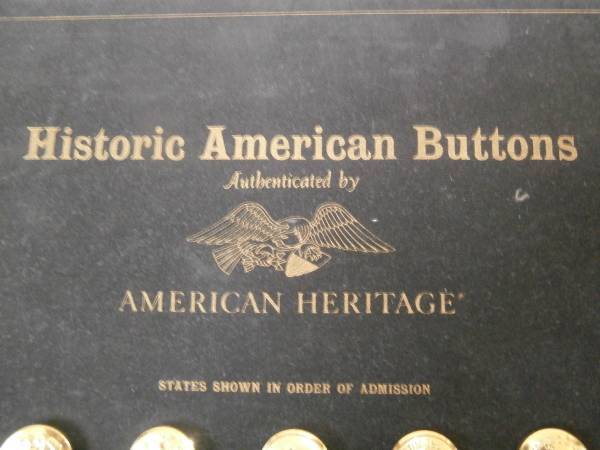 Historic American Buttons
Authenticated by
AMERICAN HERITAGE®
STATES SHOWN IN ORDER OF ADMISSION